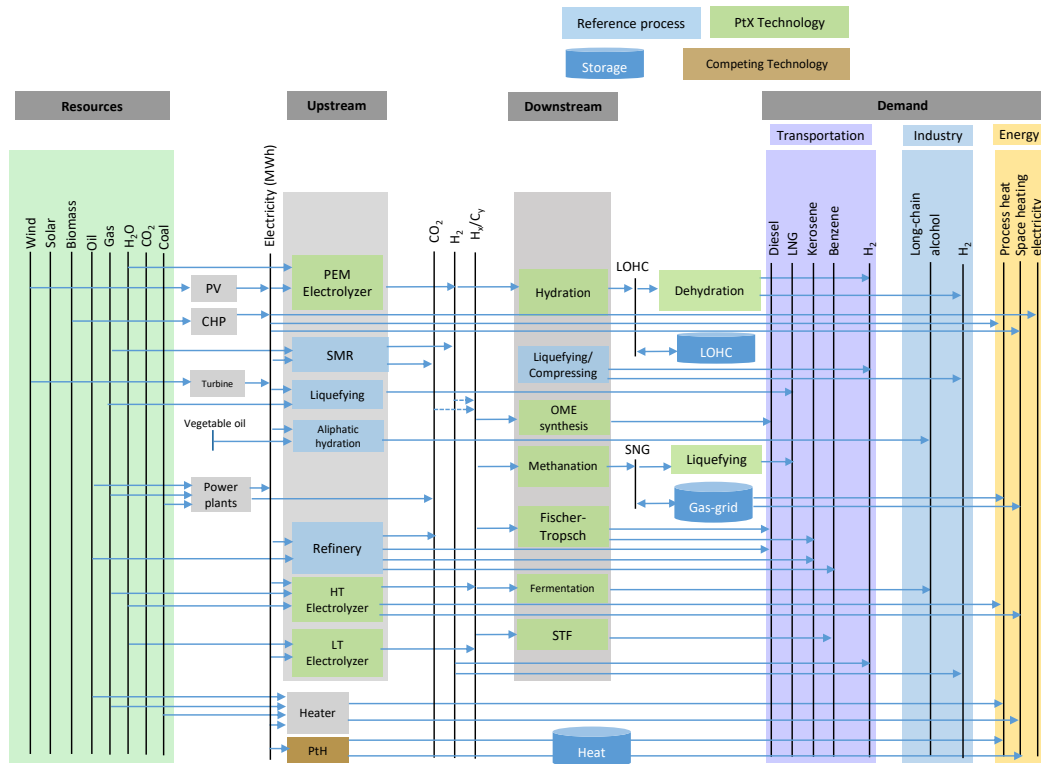 Reference process
PtX Technology
Storage
Competing Technology
Resources
Upstream
Downstream
Demand
Transportation
Industry
Energy
Wind
Solar
Biomass
Oil
Gas
H2O
CO2
Coal
Electricity (MWh)
CO2
H2
Hx/Cy
Diesel
LNG
Kerosene
Benzene
H2
Long-chain
alcohol
H2
Process heat
Space heating
electricity
PV
CHP
Turbine
Vegetable oil
Power
plants
PEM
Electrolyzer
SMR
Liquefying
Aliphatic
hydration
Refinery
HT
Electrolyzer
LT
Electrolyzer
Heater
PtH
Hydration
Liquefying/
Compressing
OME
synthesis
Methanation
Fischer-
Tropsch
Fermentation
STF
Heat
LOHC
Dehydration
LOHC
SNG
Liquefying
Gas-grid